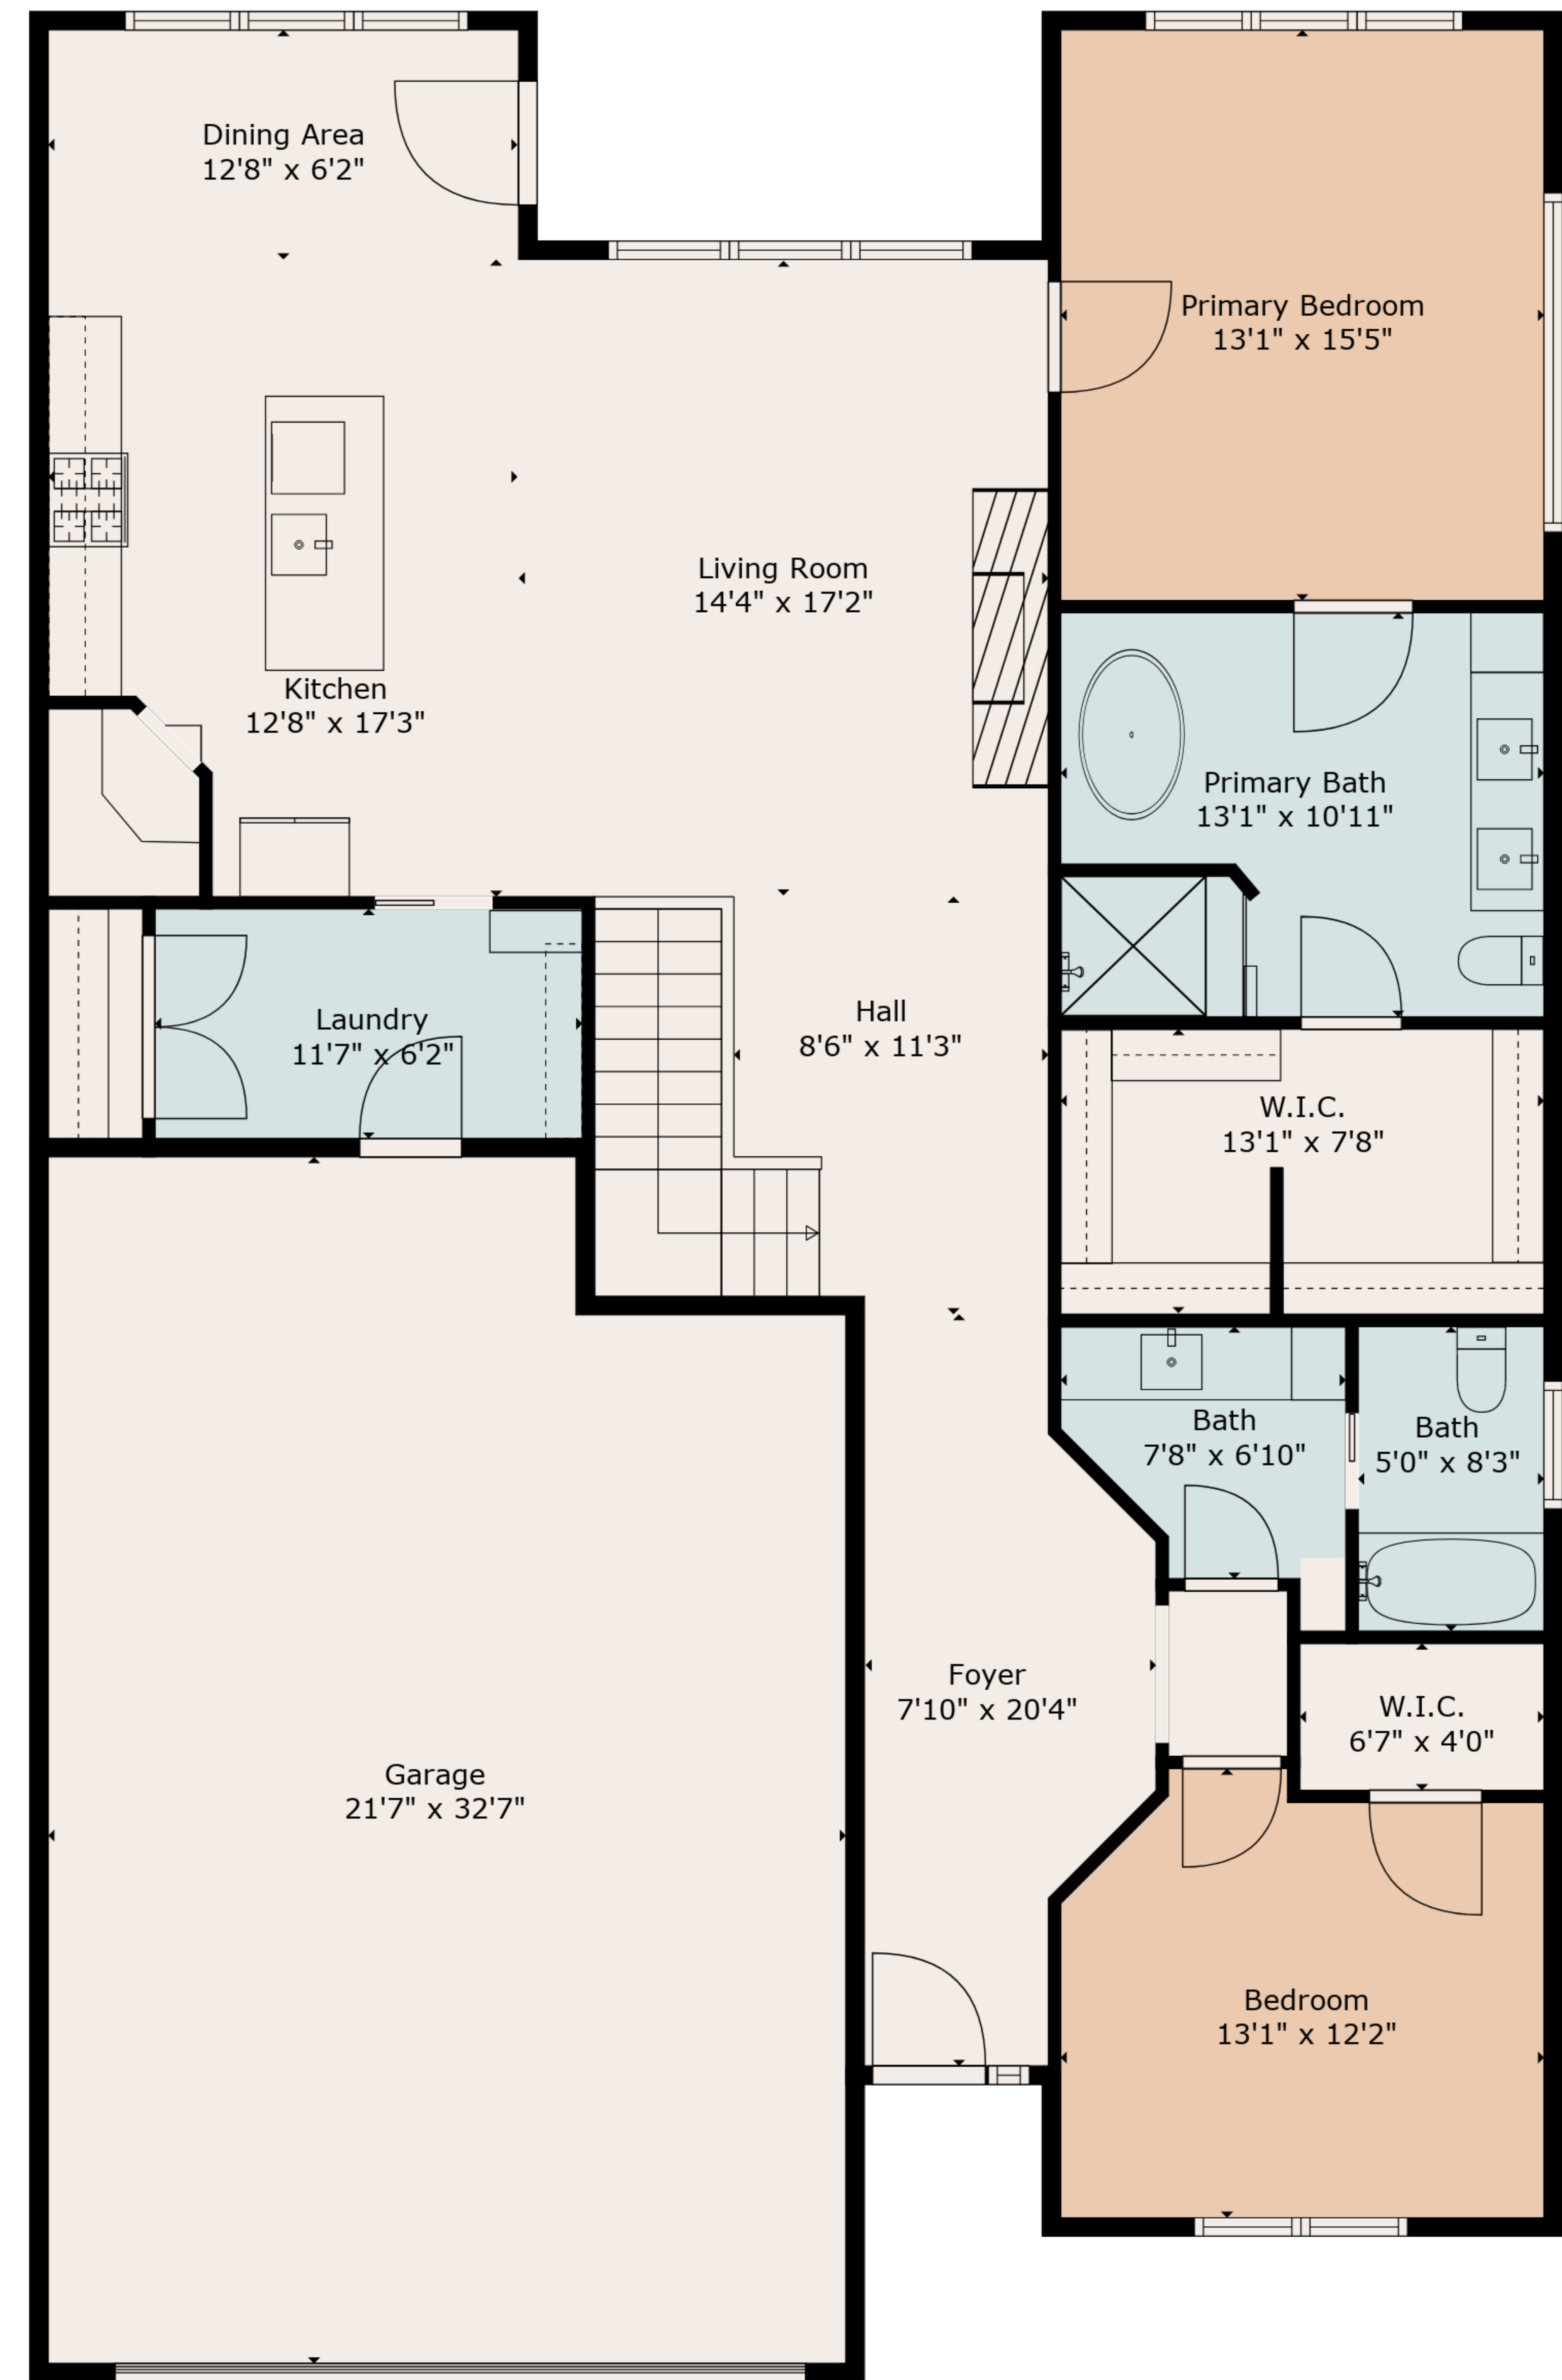 Dining Area
12'8" x 6'2"
Primary Bedroom
13'1" x 15'5"
Living Room
14'4" x 17'2"
Kitchen
12'8" x 17'3"
Primary Bath
13'1" x 10'11"
Laundry
11'7" x 6'2"
Hall
8'6" x 11'3"
W.I.C.
13'1" x 7'8"
Bath
7'8" x 6'10"
Bath
5'0" x 8'3"
Foyer
7'10" x 20'4"
W.I.C.
6'7" x 4'0"
Garage
21'7" x 32'7"
Bedroom
13'1" x 12'2"